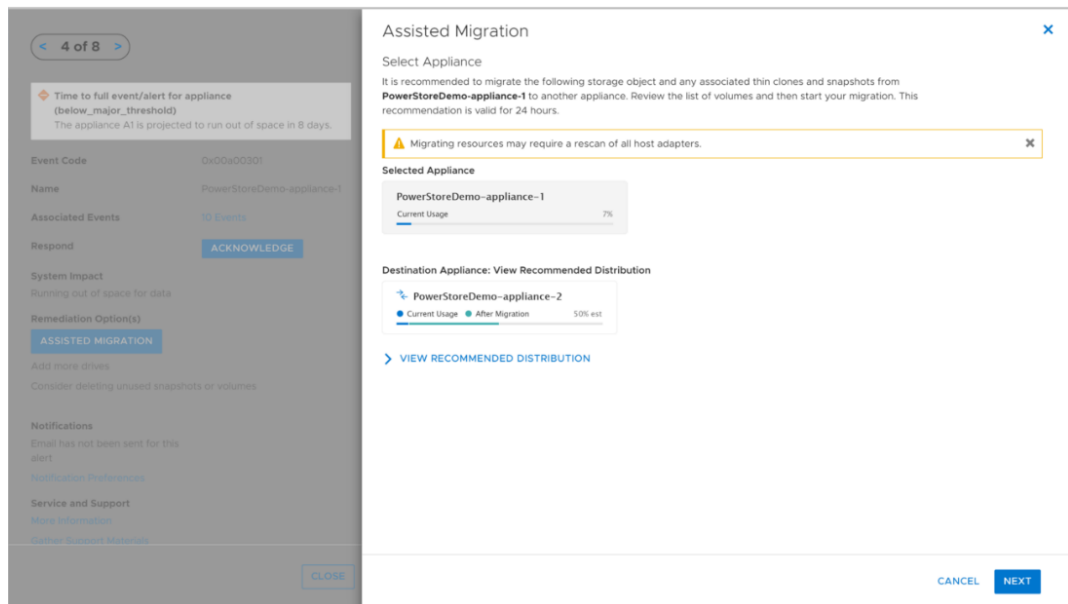 < 4 of 8 >
Time to full event/alert for appliance
(below_major_threshold)
The appliance A1 is projected to run out of space in 8 days.
Event Code 0x00a00301
Name PowerStoreDemo-appliance-1
Associated Events 10 Events
Respond ACKNOWLEDGE
System Impact
Running out of space for data
Remediation Option(s)
ASSISTED MIGRATION
Add more drives
Consider deleting unused snapshots or volumes
Notifications
Email has not been sent for this
alert
Notification Preferences
Service and Support
More Information
Gather Support Materials
CLOSE
Assisted Migration
Select Appliance
It is recommended to migrate the following storage object and any associated thin clones and snapshots from
PowerStoreDemo-appliance-1 to another appliance. Review the list of volumes and then start your migration. This
recommendation is valid for 24 hours.
Migrating resources may require a rescan of all host adapters.
Selected Appliance
PowerStoreDemo-appliance-1
Current Usage 7%
Destination Appliance: View Recommended Distribution
PowerStoreDemo-appliance-2
Current Usage After Migration 50% est
VIEW RECOMMENDED DISTRIBUTION
CANCEL NEXT